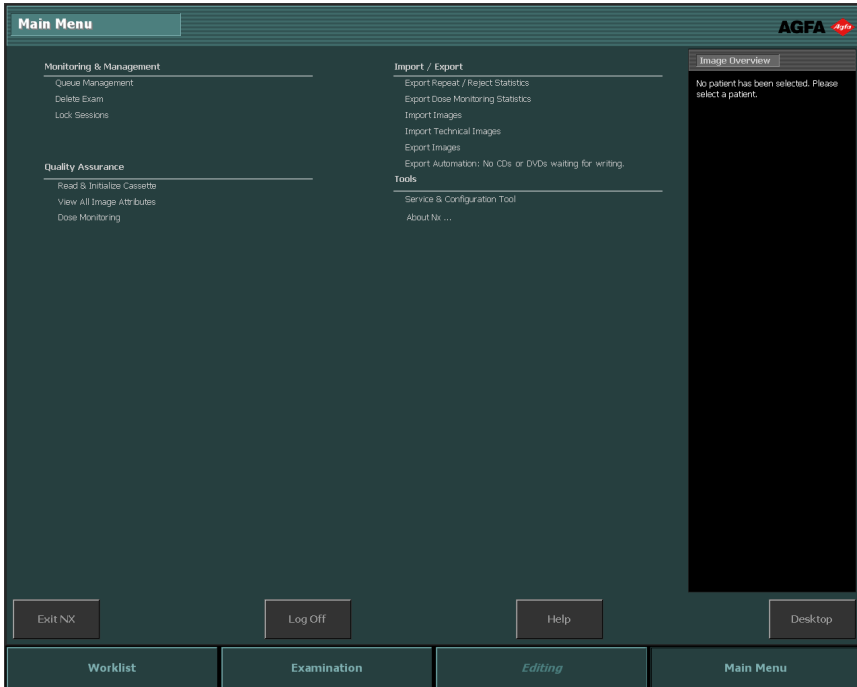 Main Menu
AGFA Agfa
Monitoring & Management
Queue Management
Delete Exam
Lock Sessions
Quality Assurance
Read & Initialize Cassette
View All Image Attributes
Dose Monitoring
Import / Export
Export Repeat / Reject Statistics
Export Dose Monitoring Statistics
Import Images
Import Technical Images
Export Images
Export Automation: No CDs or DVDs waiting for writing.
Tools
Service & Configuration Tool
About Nx ...
Image Overview
No patient has been selected. Please
select a patient.
Exit NX
Log Off
Help
Desktop
Worklist
Examination
Editing
Main Menu